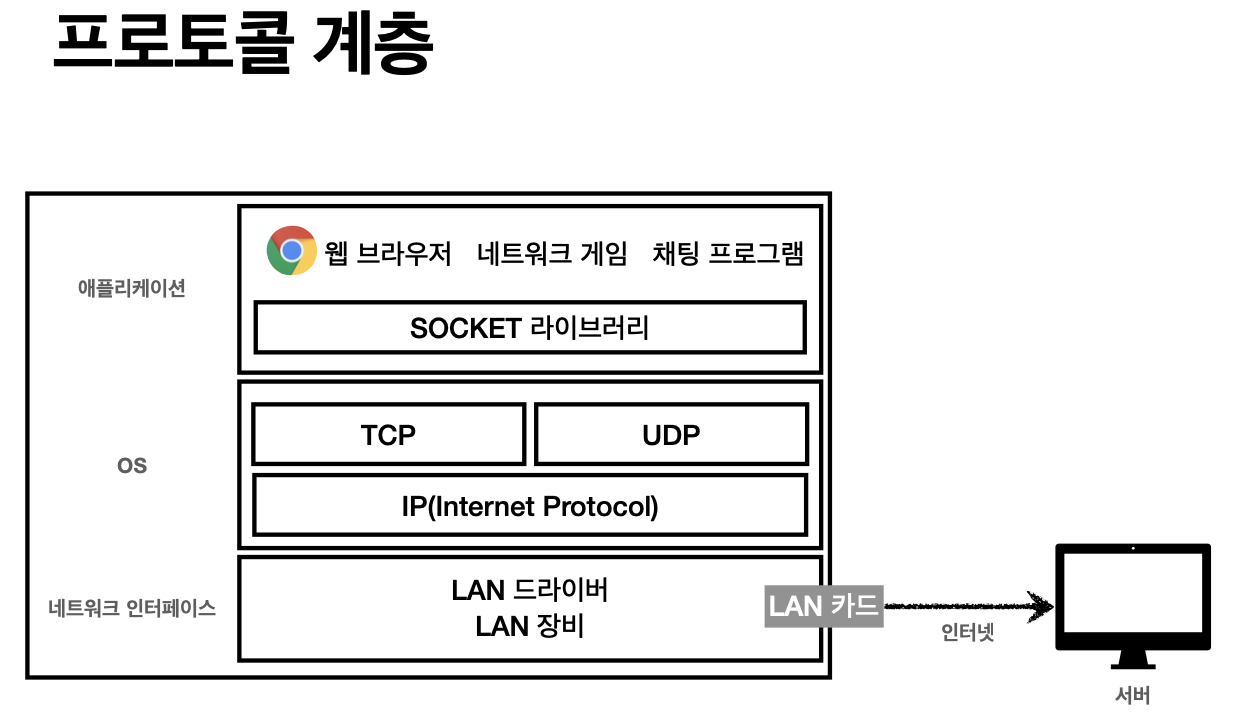 프로토콜 계층
애플리케이션
웹 브라우저 네트워크 게임 채팅 프로그램
SOCKET 라이브러리
OS
TCP
UDP
IP(Internet Protocol)
네트워크 인터페이스
LAN 드라이버
LAN 장비
LAN 카드
인터넷
서버